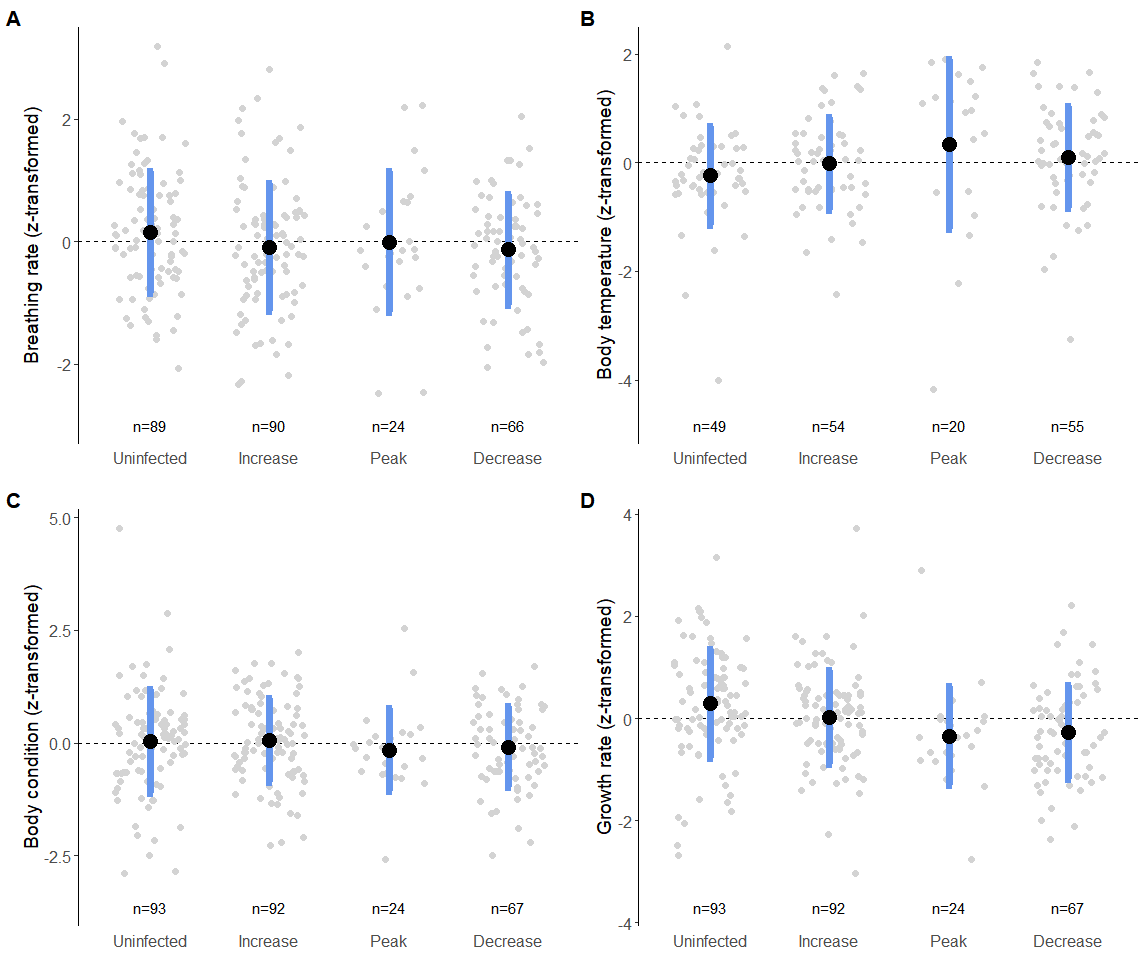 A
Breathing rate (z-transformed)
2
0
-2
n=89 n=90 n=24 n=66
Uninfected Increase Peak Decrease
B
Body temperature (z-transformed)
2
0
-2
-4
n=49 n=54 n=20 n=55
Uninfected Increase Peak Decrease
C
Body condition (z-transformed)
5.0
2.5
0.0
-2.5
n=93 n=92 n=24 n=67
Uninfected Increase Peak Decrease
D
Growth rate (z-transformed)
4
2
0
-2
-4
n=93 n=92 n=24 n=67
Uninfected Increase Peak Decrease